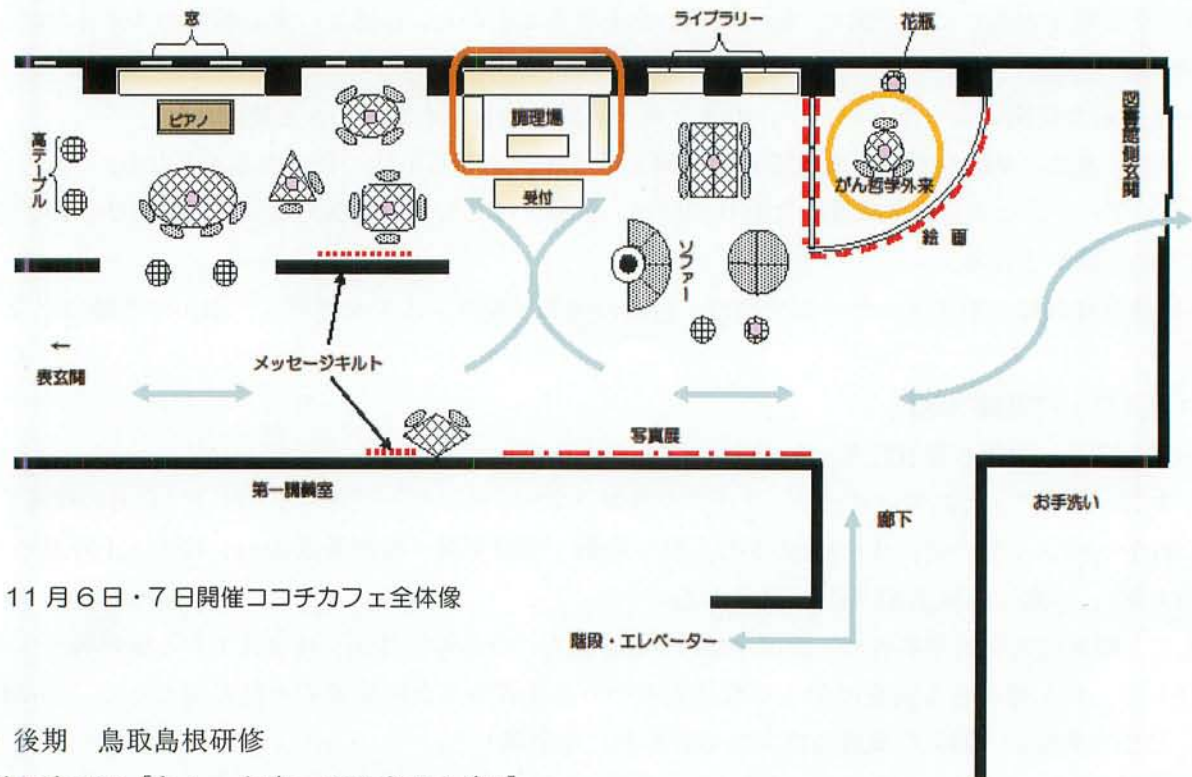 窓
ライブラリー
花瓶
ピアノ
調理場
受付
高テーブル
がん哲学外来
図書館側玄関
絵画
ソファー
←
表玄関
メッセージキルト
写真展
第一講義室
廊下
お手洗い
11月6日・7日開催ココチカフェ全体像
階段・エレベーター
後期 鳥取島根研修